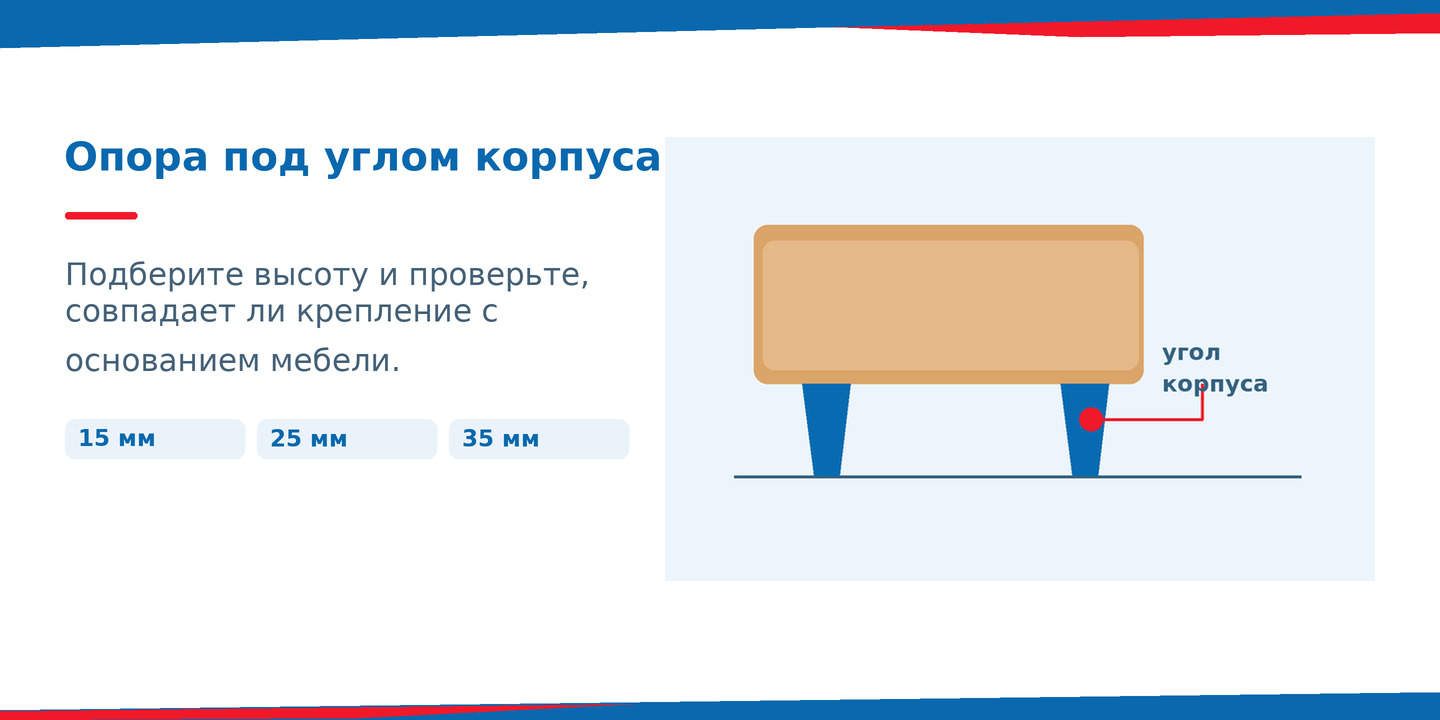 Опора под углом корпуса
Подберите высоту и проверьте,
совпадает ли крепление с
основанием мебели.
15 мм
25 мм
35 мм
угол
корпуса